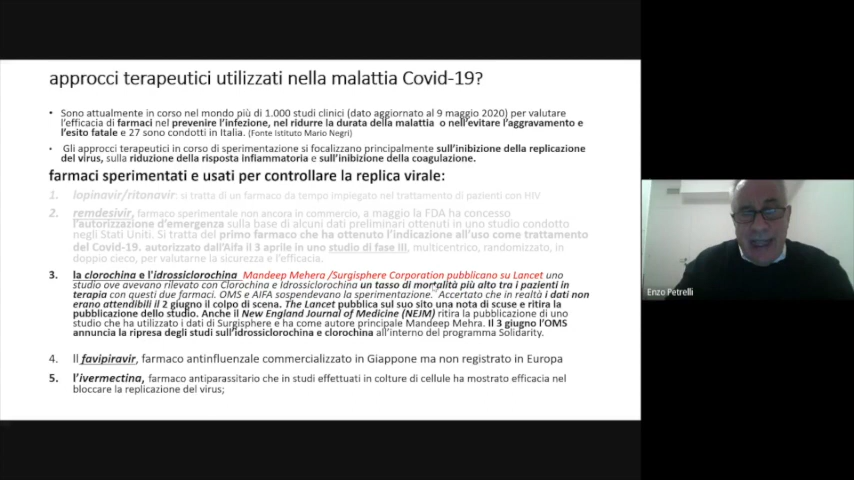 approcci terapeutici utilizzati nella malattia Covid-19?
• Sono attualmente in corso nel mondo più di 1.000 studi clinici (dato aggiornato al 9 maggio 2020) per valutare
l'efficacia di farmaci nel prevenire l'infezione, nel ridurre la durata della malattia o nell'evitare l'aggravamento e
l'esito fatale e 27 sono condotti in Italia. (Fonte Istituto Mario Negri)
• Gli approcci terapeutici in corso di sperimentazione si focalizzano principalmente sull'inibizione della replicazione
del virus, sulla riduzione della risposta infiammatoria e sull'inibizione della coagulazione.
farmaci sperimentati e usati per controllare la replica virale:
1. lopinavir/ritonavir: si tratta di un farmaco da tempo impiegato nel trattamento di pazienti con HIV
2. remdesivir, farmaco sperimentale non ancora in commercio, a maggio la FDA ha concesso
l'autorizzazione d'emergenza sulla base di alcuni dati preliminari ottenuti in uno studio condotto
negli Stati Uniti. Si tratta del primo farmaco che ha ottenuto l'indicazione all'uso come trattamento
del Covid-19. autorizzato dall'Aifa il 3 aprile in uno studio di fase III, multicentrico, randomizzato, in
doppio cieco, per valutarne la sicurezza e l'efficacia.
3. la clorochina e l'idrossiclorochina Mandeep Mehera /Surgisphere Corporation pubblicano su Lancet uno
studio ove avevano rilevato con Clorochina e Idrossiclorochina un tasso di mortalità più alto tra i pazienti in
terapia con questi due farmaci. OMS e AIFA sospendevano la sperimentazione. Accertato che in realtà i dati non
erano attendibili il 2 giugno il colpo di scena. The Lancet pubblica sul suo sito una nota di scuse e ritira la
pubblicazione dello studio. Anche il New England Journal of Medicine (NEJM) ritira la pubblicazione di uno
studio che ha utilizzato i dati di Surgisphere e ha come autore principale Mandeep Mehra. Il 3 giugno l'OMS
annuncia la ripresa degli studi sull'idrossiclorochina e clorochina all'interno del programma Solidarity.
4. Il favipiravir, farmaco antinfluenzale commercializzato in Giappone ma non registrato in Europa
5. l'ivermectina, farmaco antiparassitario che in studi effettuati in colture di cellule ha mostrato efficacia nel
bloccare la replicazione del virus;
Enzo Petrelli